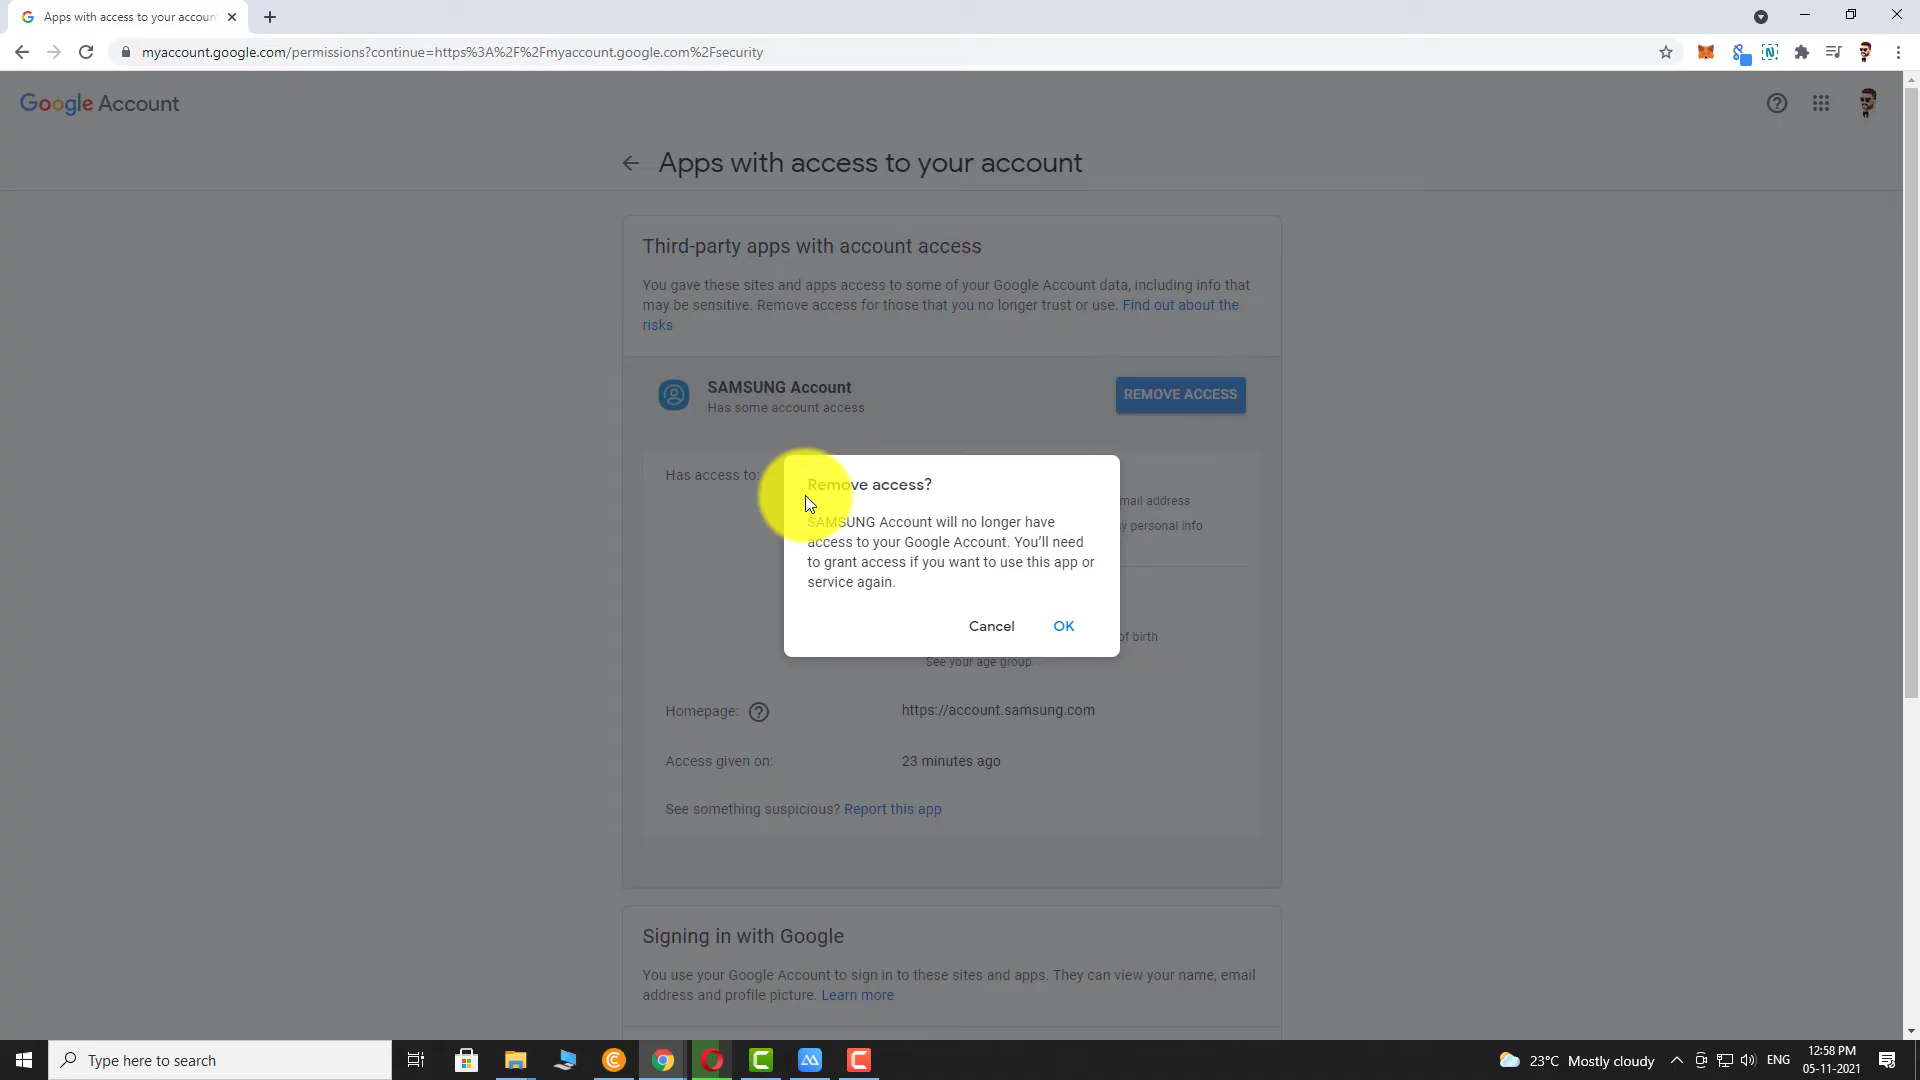 Apps with access to your accoun
myaccount.google.com/permissions?continue=https%3A%2F%2Fmyaccount.google.com%2Fsecurity
Google Account
Apps with access to your account
Third-party apps with account access
You gave these sites and apps access to some of your Google Account data, including info that
may be sensitive. Remove access for those that you no longer trust or use. Find out about the
risks
SAMSUNG Account
Has some account access
REMOVE ACCESS
Has access to:
mail address
y personal info
of birth
See your age group
Remove access?
SAMSUNG Account will no longer have
access to your Google Account. You'll need
to grant access if you want to use this app or
service again.
Cancel
OK
Homepage:
https://account.samsung.com
Access given on:
23 minutes ago
See something suspicious? Report this app
Signing in with Google
You use your Google Account to sign in to these sites and apps. They can view your name, email
address and profile picture. Learn more
Type here to search
23°C Mostly cloudy
ENG
12:58 PM
05-11-2021